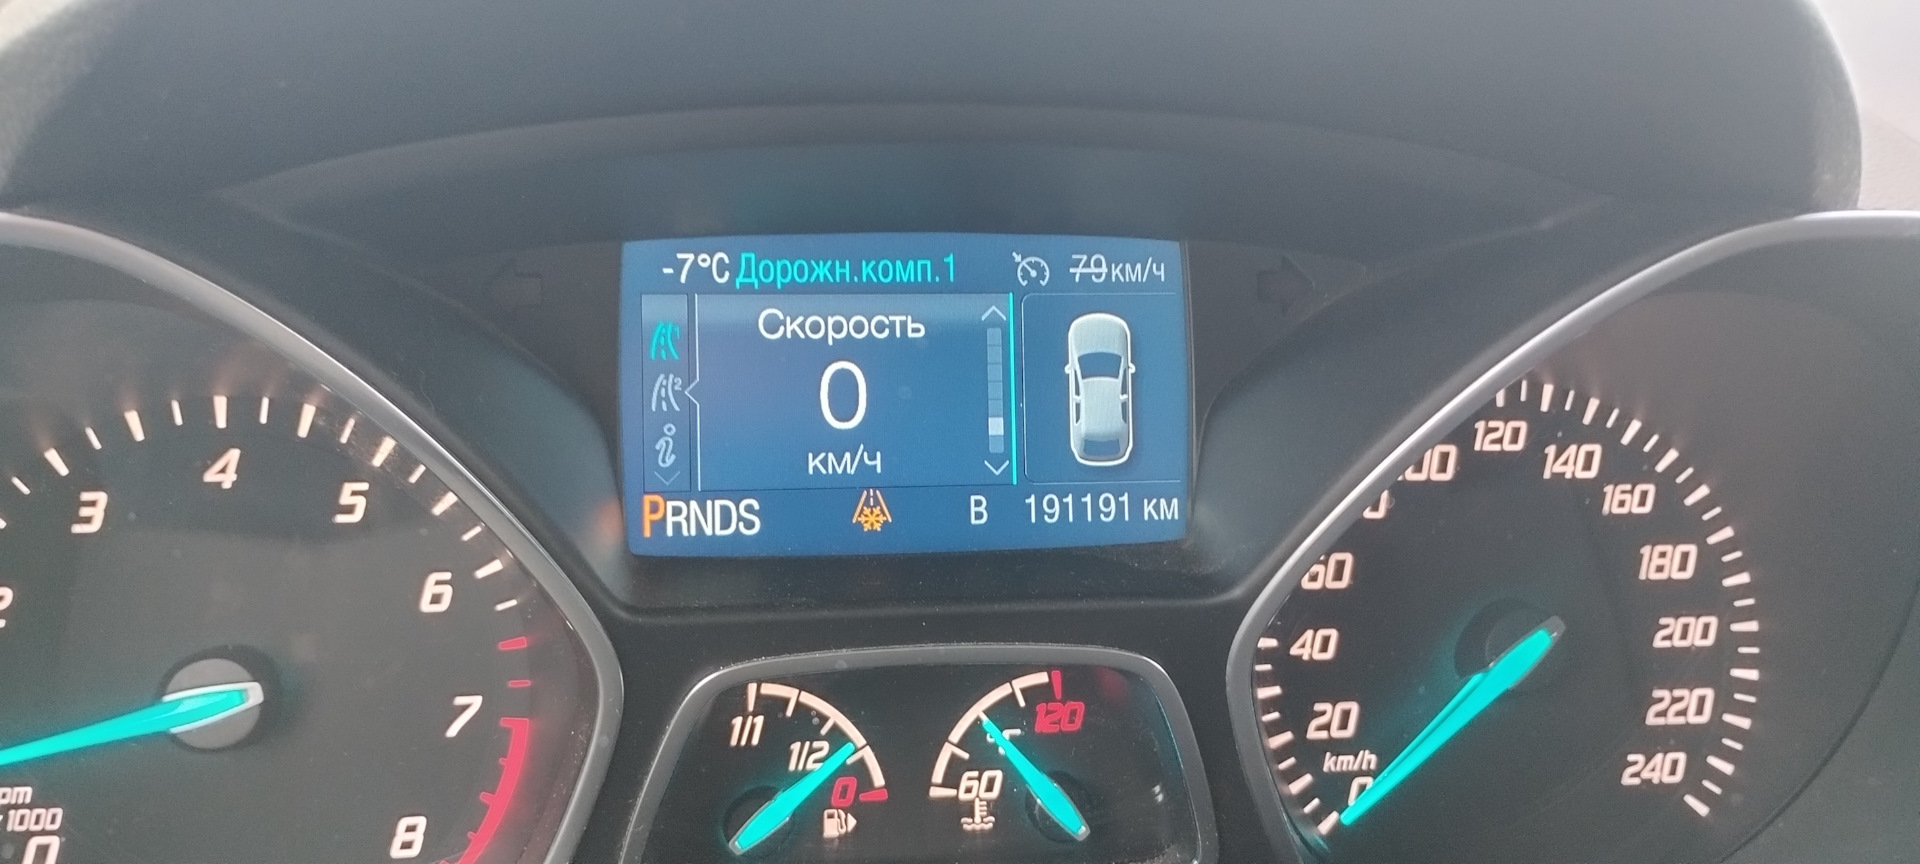 -7°C Дорожн.комп.1 79 км/ч
Скорость
0
км/ч
PRNDS В 191191 км
3 4 5 6 7 8
x1000
0
1/1 1/2 0
60 120
km/h
0 20 40 60 120 140 160 180 200 220 240